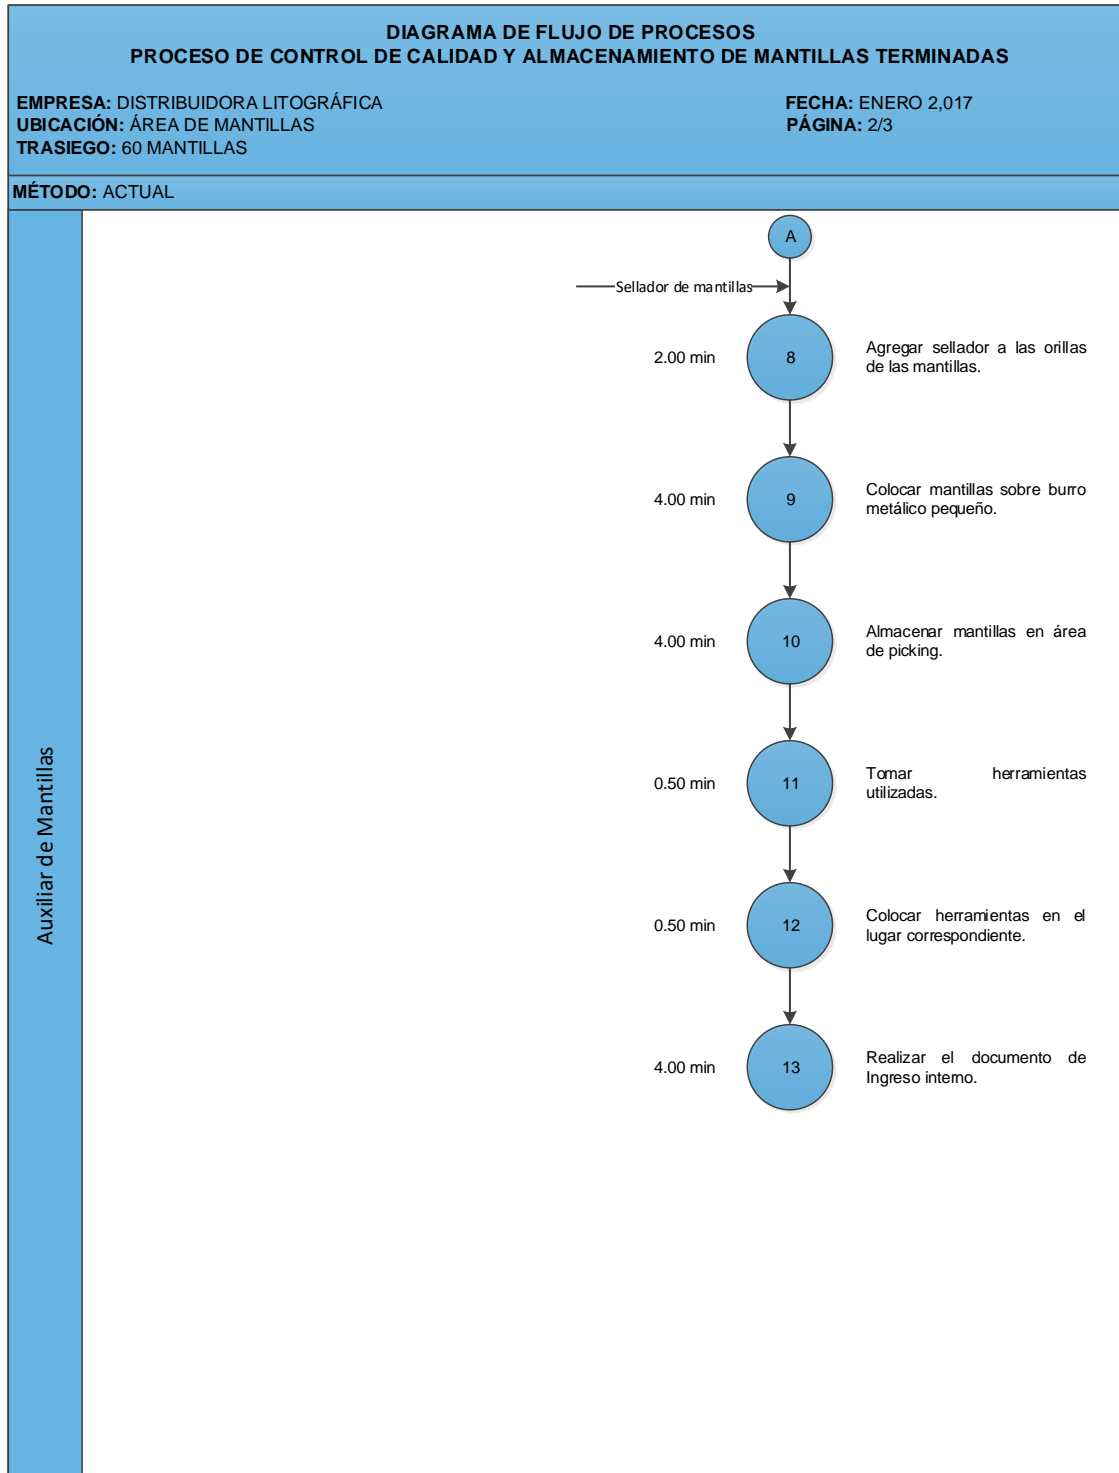 DIAGRAMA DE FLUJO DE PROCESOS
PROCESO DE CONTROL DE CALIDAD Y ALMACENAMIENTO DE MANTILLAS TERMINADAS
EMPRESA: DISTRIBUIDORA LITOGRÁFICA
UBICACIÓN: ÁREA DE MANTILLAS
TRASIEGO: 60 MANTILLAS
FECHA: ENERO 2,017
PÁGINA: 2/3
MÉTODO: ACTUAL
Auxiliar de Mantillas
A
Sellador de mantillas
2.00 min
8
Agregar sellador a las orillas
de las mantillas.
4.00 min
9
Colocar mantillas sobre burro
metálico pequeño.
4.00 min
10
Almacenar mantillas en área
de picking.
0.50 min
11
Tomar herramientas
utilizadas.
0.50 min
12
Colocar herramientas en el
lugar correspondiente.
4.00 min
13
Realizar el documento de
Ingreso interno.